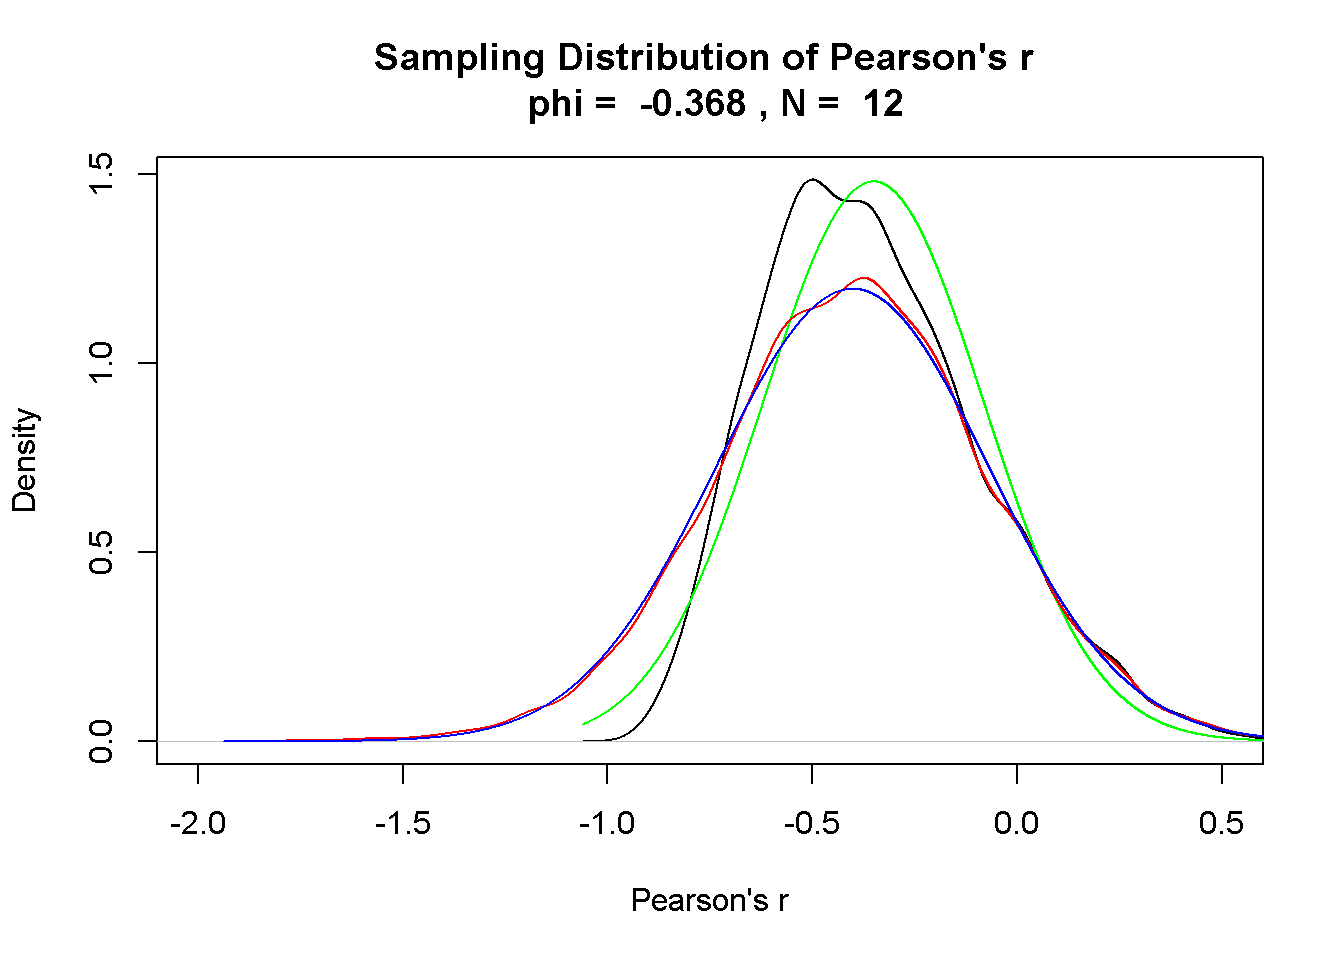 Sampling Distribution of Pearson's r
phi = -0.368 , N = 12
Density
1.5
1.0
0.5
0.0
-2.0 -1.5 -1.0 -0.5 0.0 0.5
Pearson's r